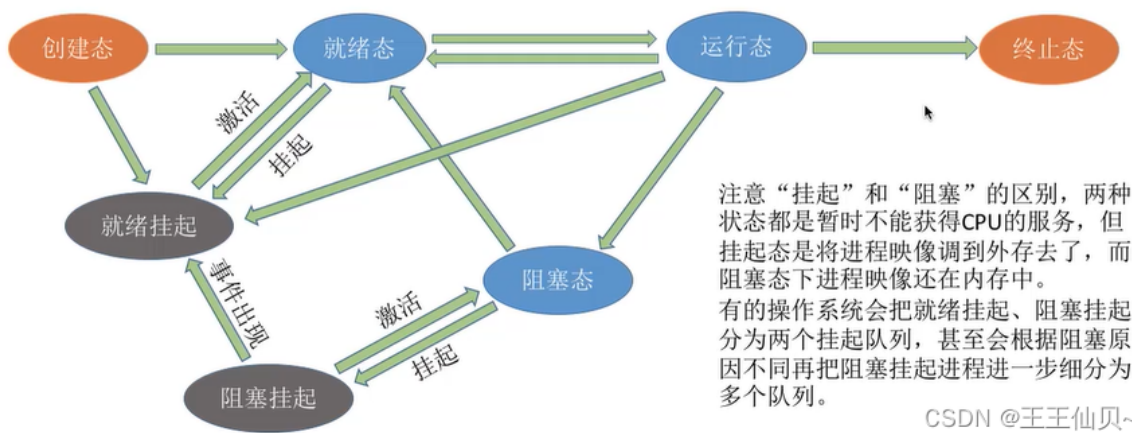 创建态
就绪态
运行态
终止态
激活
挂起
就绪挂起
事件出现
阻塞态
激活
挂起
阻塞挂起
注意“挂起”和“阻塞”的区别，两种
状态都是暂时不能获得CPU的服务，但
挂起态是将进程映像调到外存去了，而
阻塞态下进程映像还在内存中。
有的操作系统会把就绪挂起、阻塞挂起
分为两个挂起队列，甚至会根据阻塞原
因不同再把阻塞挂起进程进一步细分为
多个队列。
CSDN @王王仙贝~